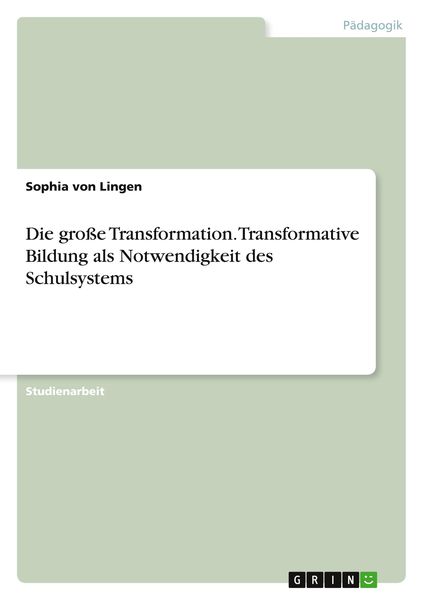 Pädagogik
Sophia von Lingen
Die große Transformation. Transformative
Bildung als Notwendigkeit des
Schulsystems
Studienarbeit
GRIN